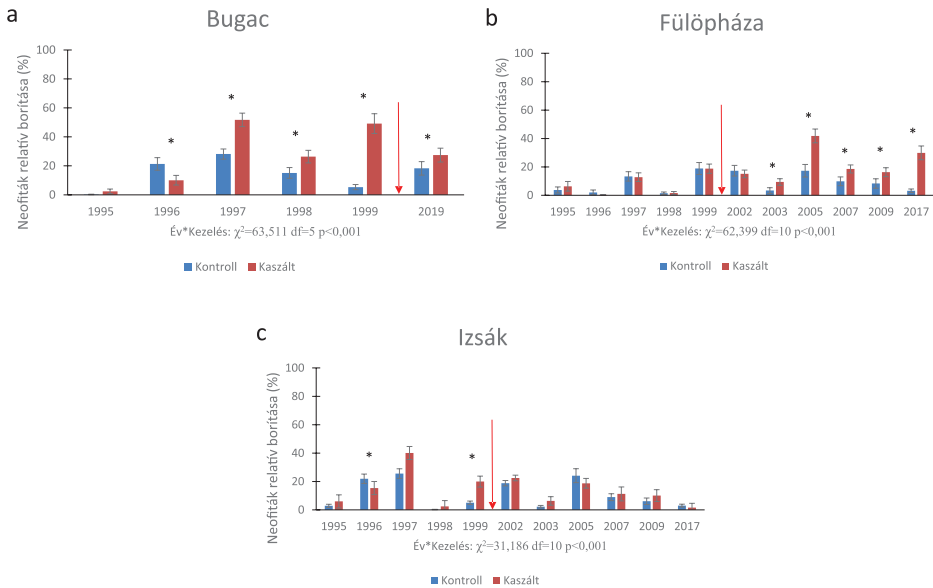 a
Bugac
Neofiták relatív borítása (%)
100
80
60
40
20
0
* * * * *
1995 1996 1997 1998 1999 2019
Év*Kezelés: χ²=63,511 df=5 p<0,001
Kontroll Kaszált
b
Fülöpháza
Neofiták relatív borítása (%)
100
80
60
40
20
0
* * * * *
1995 1996 1997 1998 1999 2002 2003 2005 2007 2009 2017
Év*Kezelés: χ²=62,399 df=10 p<0,001
Kontroll Kaszált
c
Izsák
Neofiták relatív borítása (%)
100
80
60
40
20
0
* *
1995 1996 1997 1998 1999 2002 2003 2005 2007 2009 2017
Év*Kezelés: χ²=31,186 df=10 p<0,001
Kontroll Kaszált